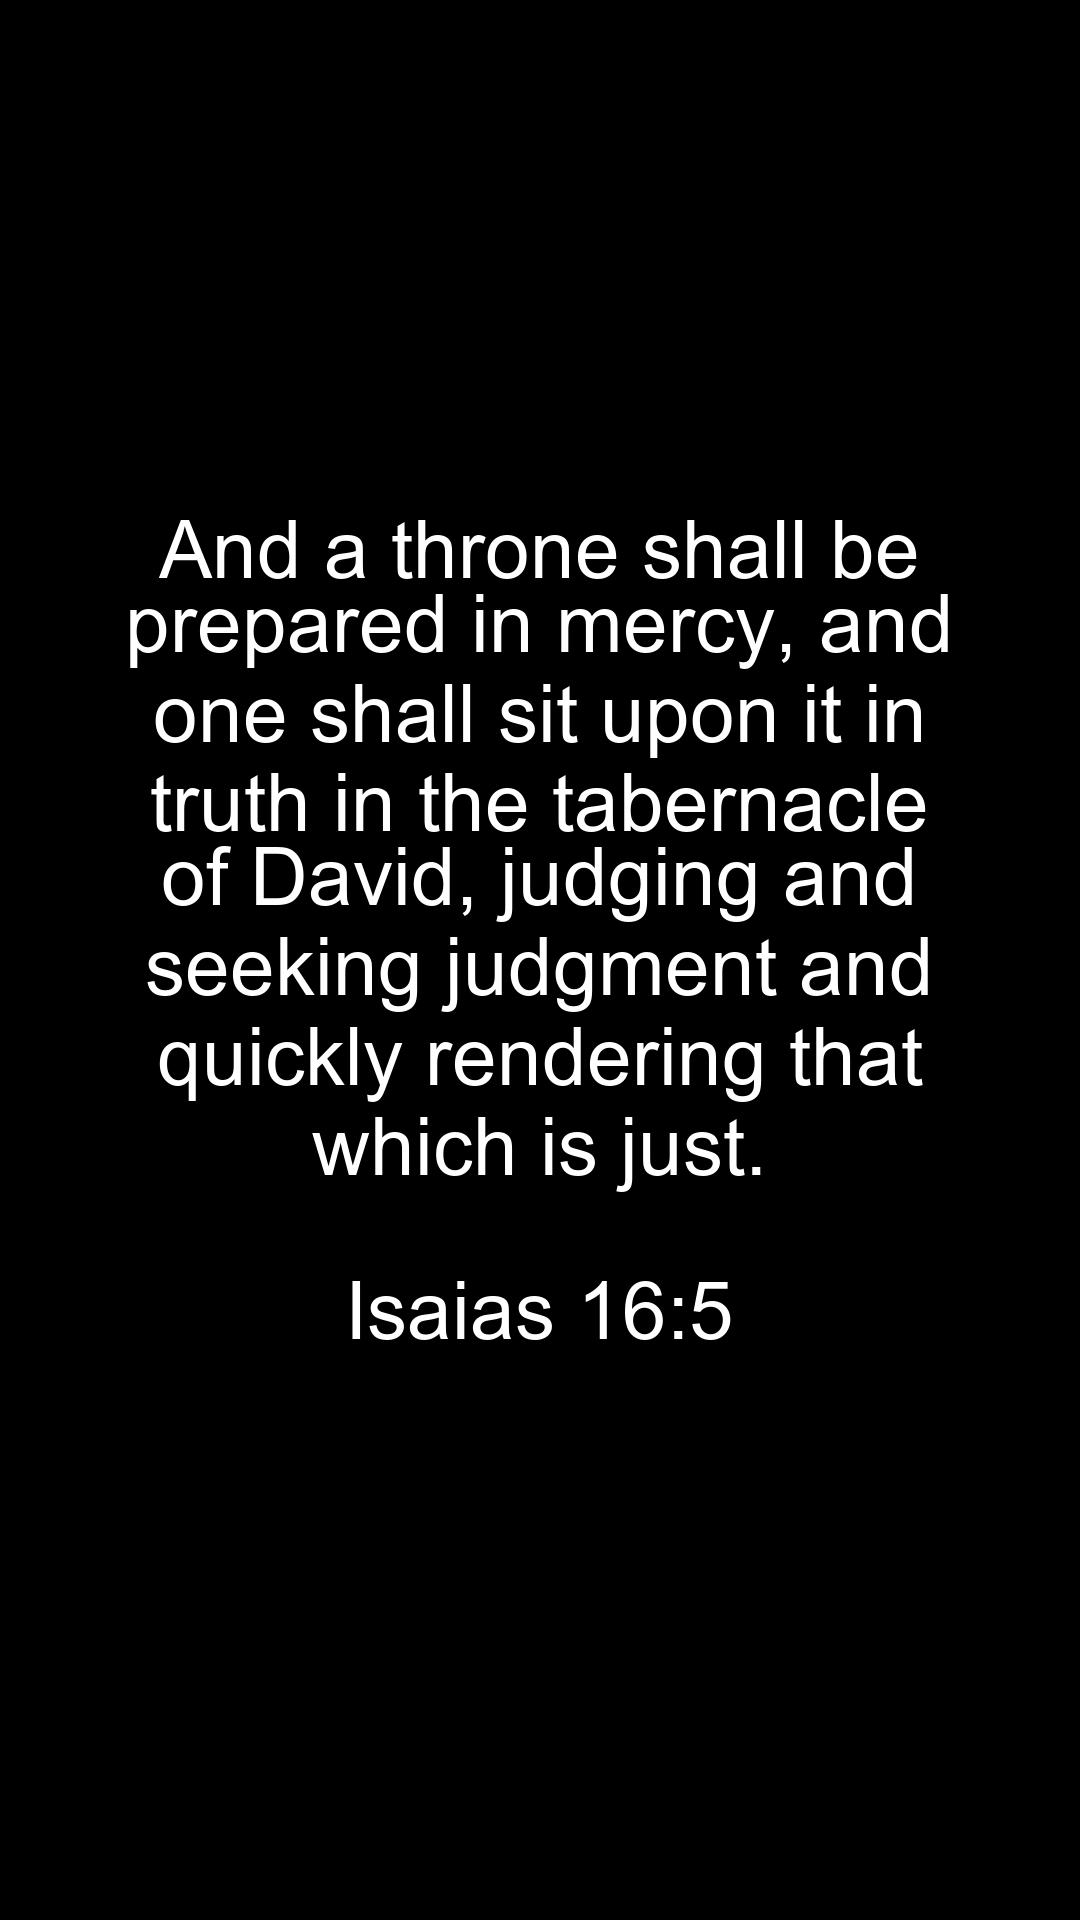 And a throne shall be
prepared in mercy, and
one shall sit upon it in
truth in the tabernacle
of David, judging and
seeking judgment and
quickly rendering that
which is just.
Isaias 16:5